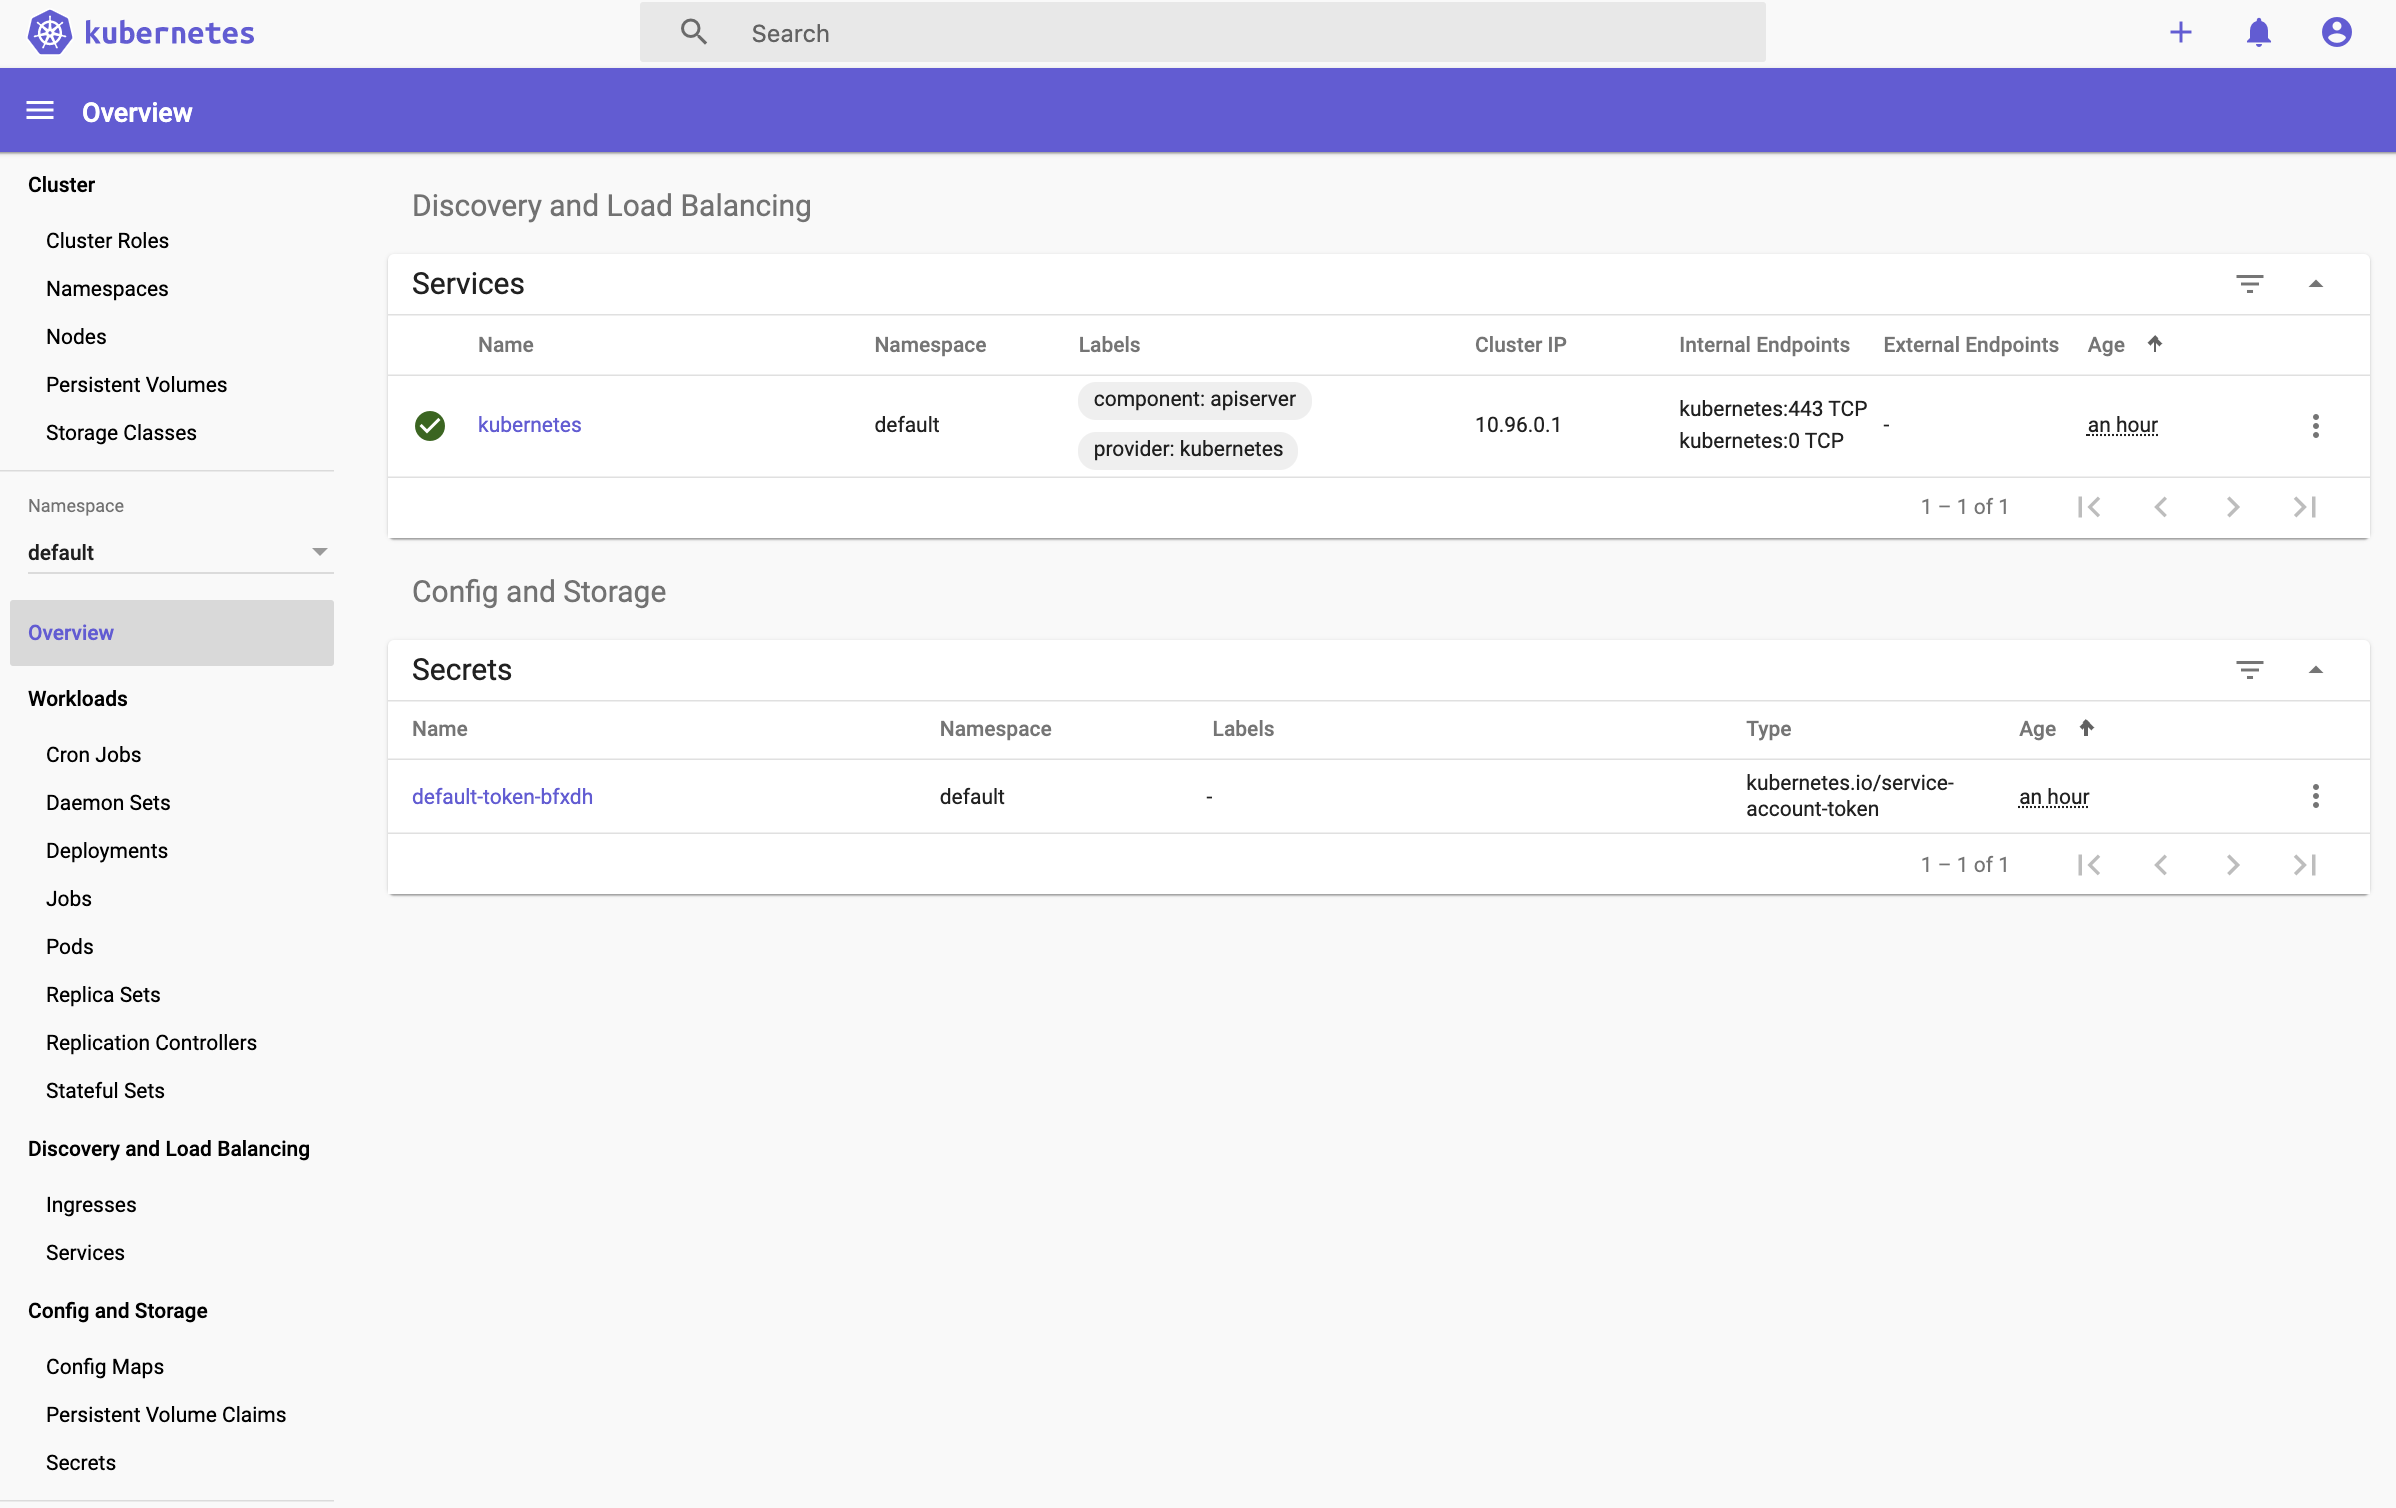 kubernetes
Search
Overview
Cluster
Cluster Roles
Namespaces
Nodes
Persistent Volumes
Storage Classes
Namespace
default
Overview
Workloads
Cron Jobs
Daemon Sets
Deployments
Jobs
Pods
Replica Sets
Replication Controllers
Stateful Sets
Discovery and Load Balancing
Ingresses
Services
Config and Storage
Config Maps
Persistent Volume Claims
Secrets
Discovery and Load Balancing
Services
Name Namespace Labels Cluster IP Internal Endpoints External Endpoints Age
kubernetes default component: apiserver provider: kubernetes 10.96.0.1 kubernetes:443 TCP kubernetes:0 TCP - an hour
1 – 1 of 1
Config and Storage
Secrets
Name Namespace Labels Type Age
default-token-bfxdh default - kubernetes.io/service-account-token an hour
1 – 1 of 1